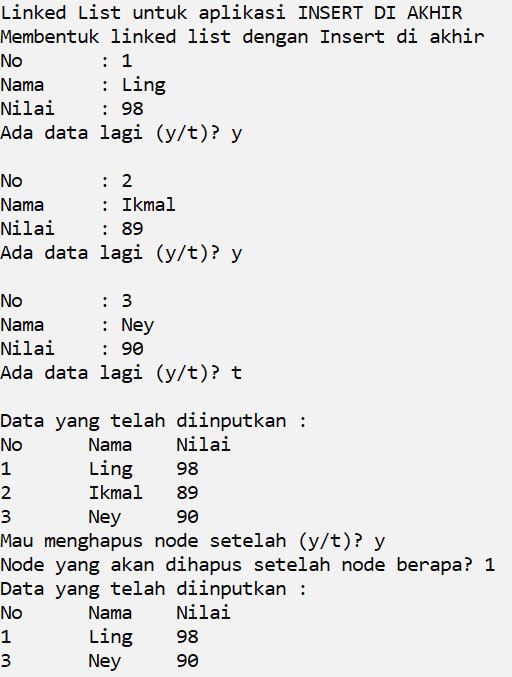 Linked List untuk aplikasi INSERT DI AKHIR
Membentuk linked list dengan Insert di akhir
No       : 1
Nama     : Ling
Nilai    : 98
Ada data lagi (y/t)? y

No       : 2
Nama     : Ikmal
Nilai    : 89
Ada data lagi (y/t)? y

No       : 3
Nama     : Ney
Nilai    : 90
Ada data lagi (y/t)? t

Data yang telah diinputkan :
No      Nama    Nilai
1       Ling    98
2       Ikmal   89
3       Ney     90
Mau menghapus node setelah (y/t)? y
Node yang akan dihapus setelah node berapa? 1
Data yang telah diinputkan :
No      Nama    Nilai
1       Ling    98
3       Ney     90